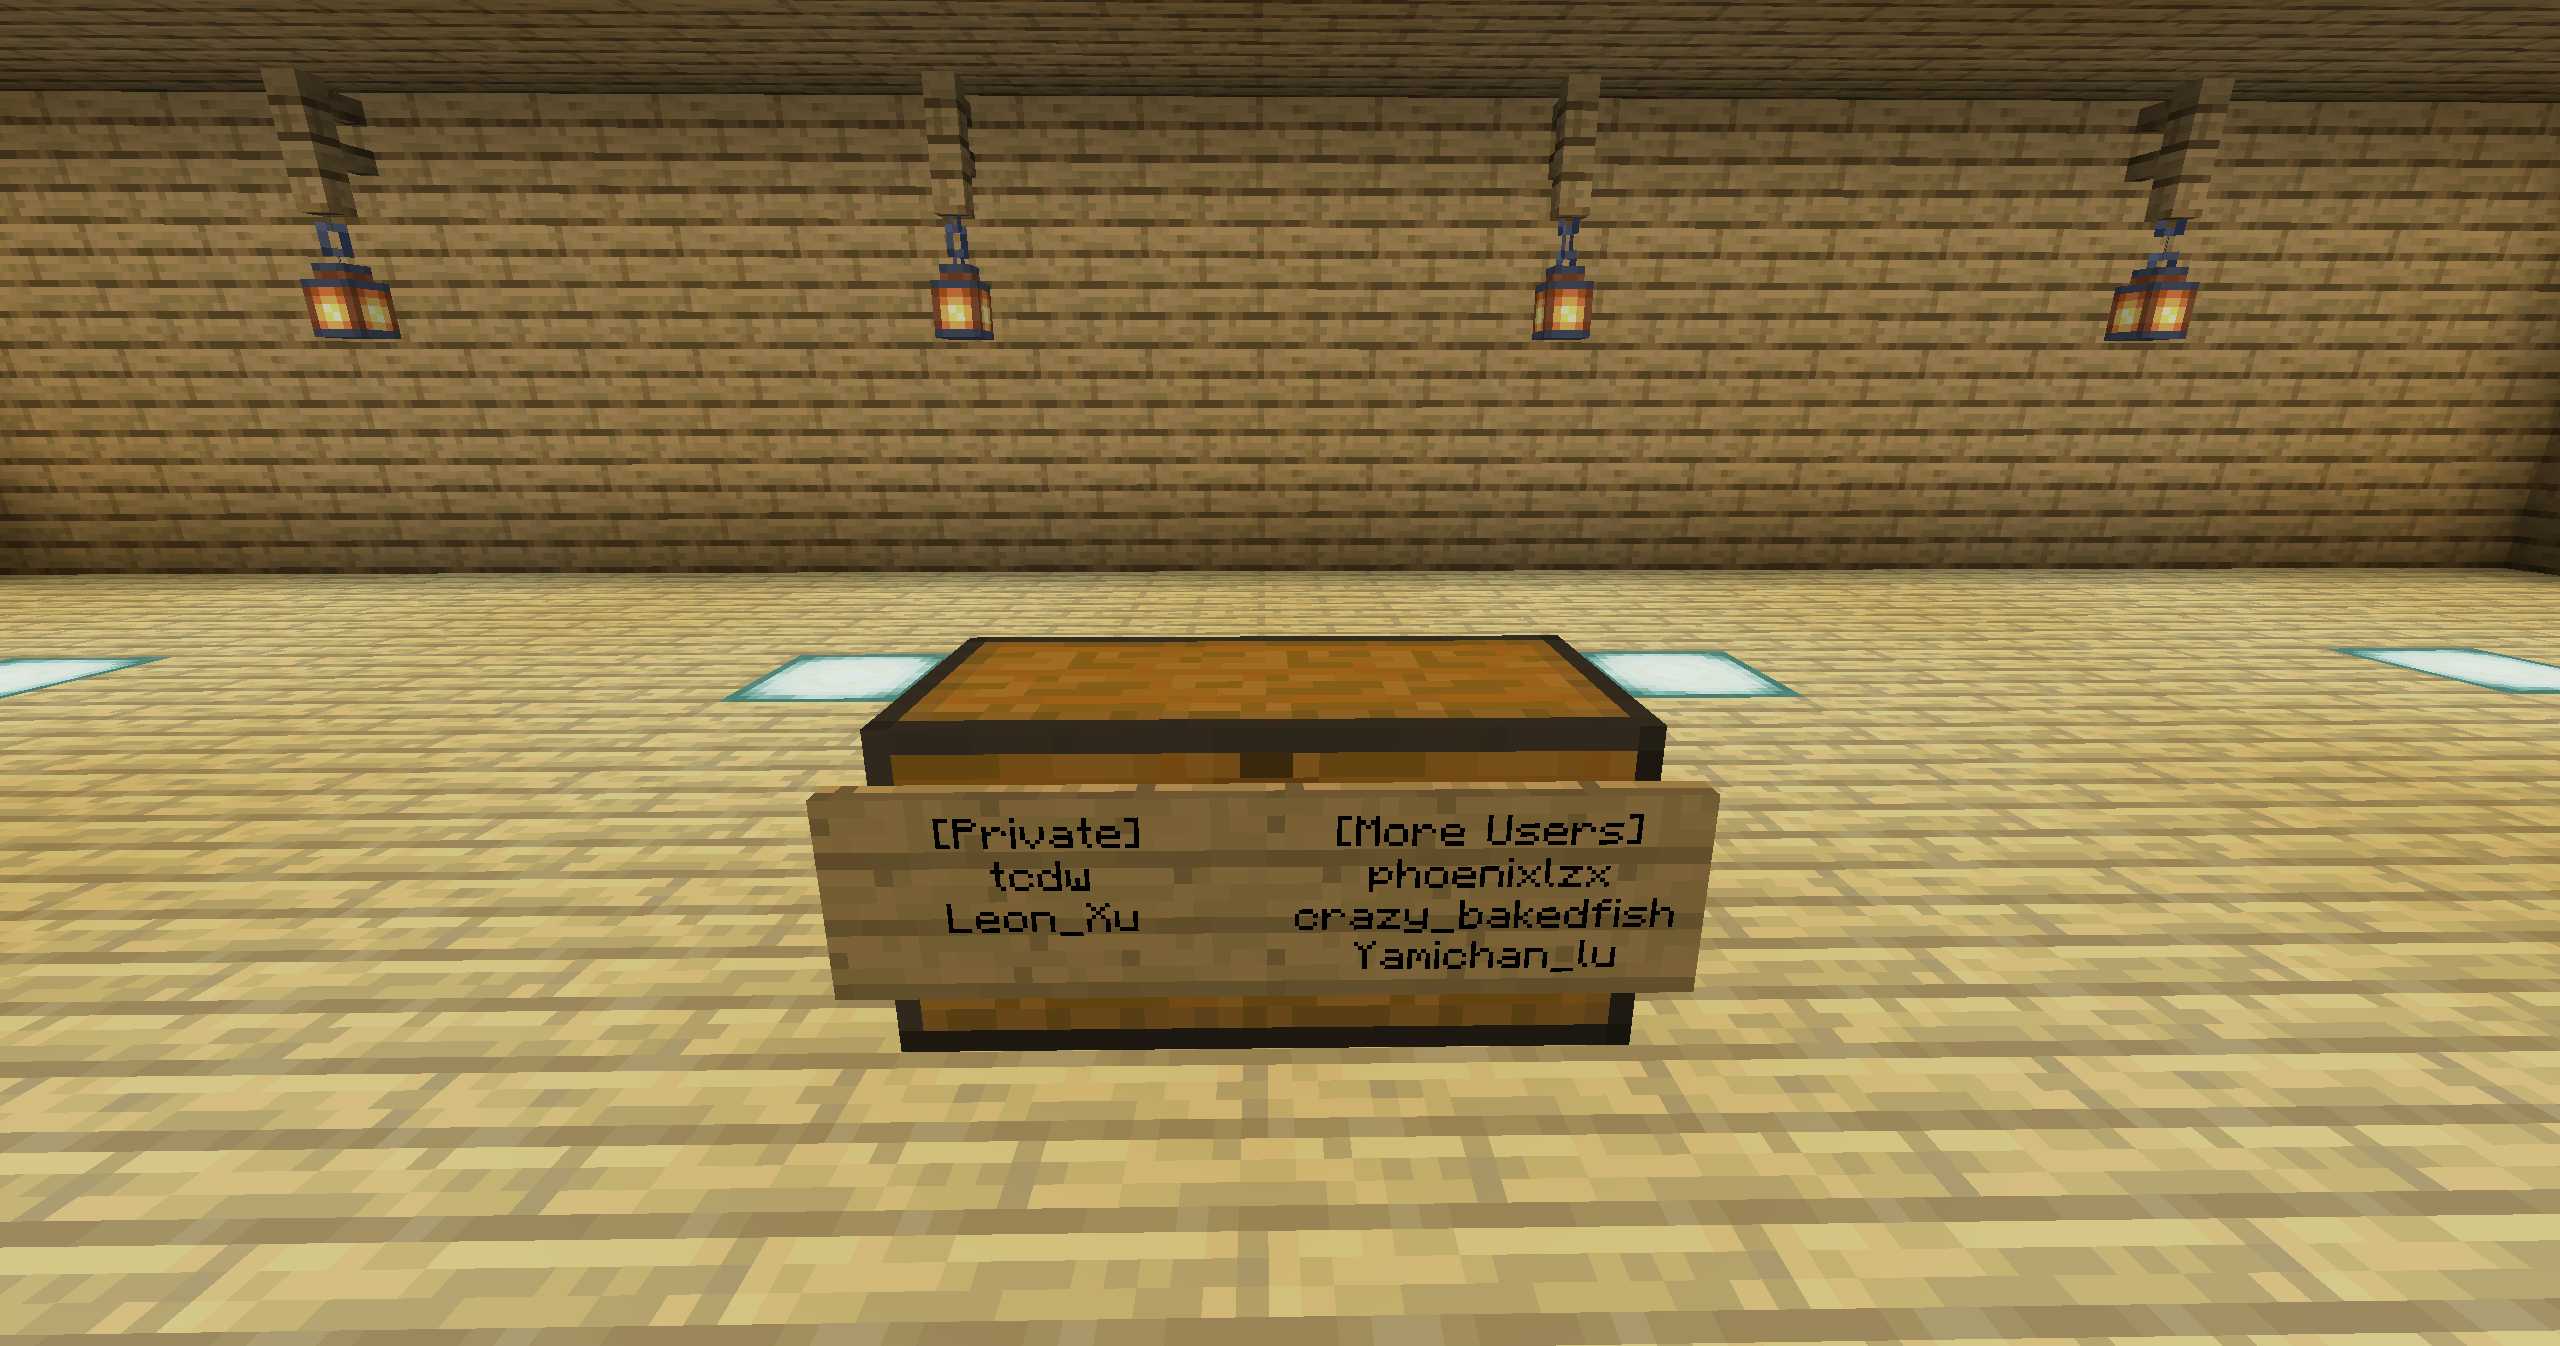 [Private]
tcdw
Leon_Xu
[More Users]
phoenixlzx
crazy_bakedfish
Yamichan_lu